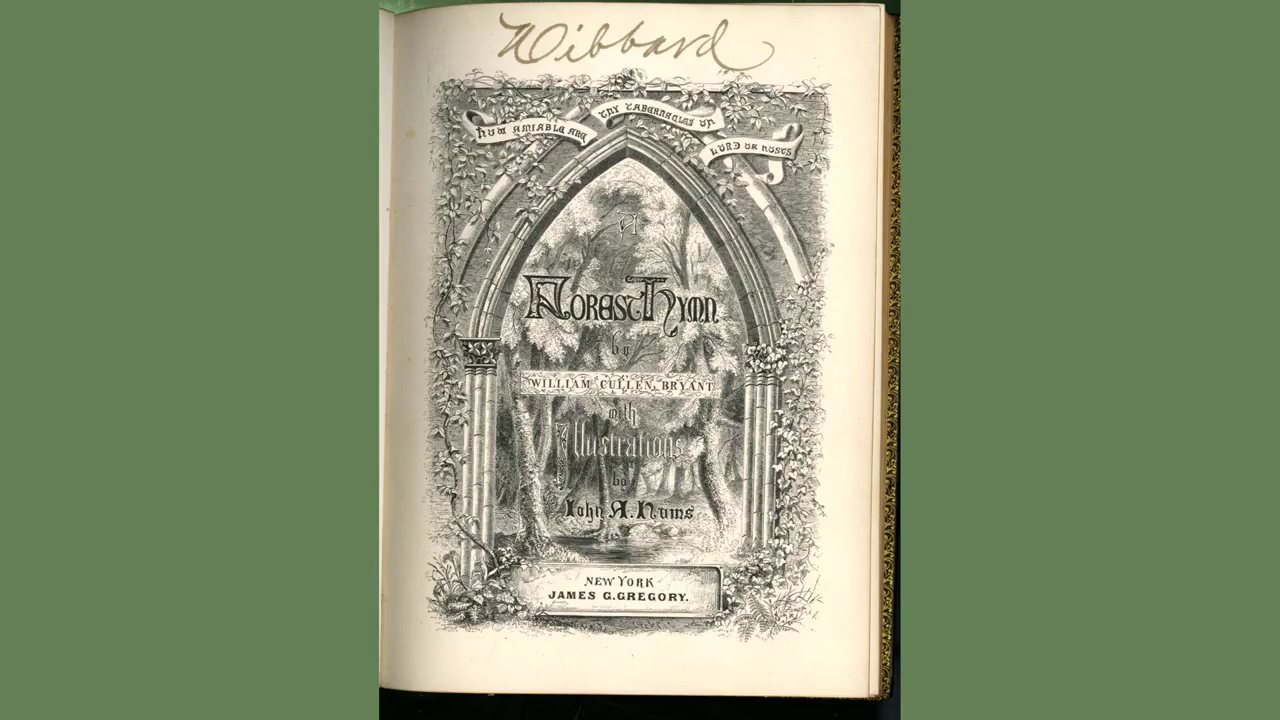 Wibbard
HOW AMIABLE ARE
THY TABERNACLES OH
LORD OF HOSTS
A
FOREST HYMN.
by
WILLIAM CULLEN BRYANT
with
Illustrations
by
John A. Hows
NEW YORK
JAMES G. GREGORY.